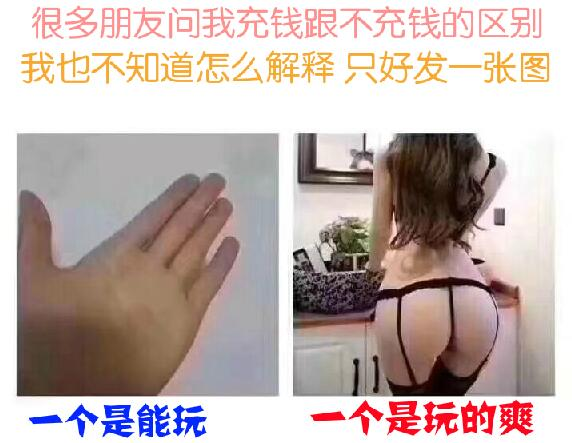 很多朋友问我充钱跟不充钱的区别
我也不知道怎么解释 只好发一张图
一个是能玩
一个是玩的爽